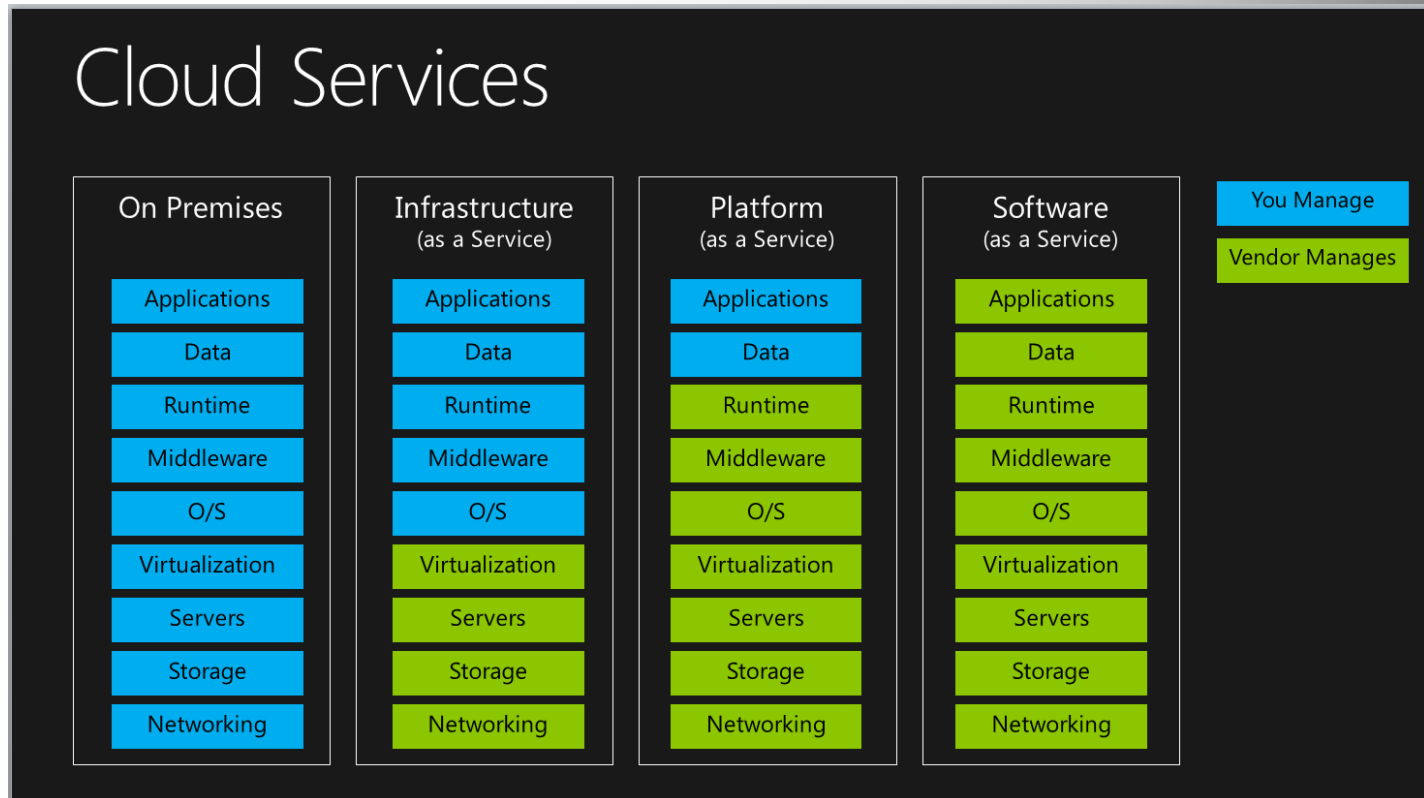 Cloud Services
On Premises
Applications
Data
Runtime
Middleware
O/S
Virtualization
Servers
Storage
Networking
Infrastructure
(as a Service)
Applications
Data
Runtime
Middleware
O/S
Virtualization
Servers
Storage
Networking
Platform
(as a Service)
Applications
Data
Runtime
Middleware
O/S
Virtualization
Servers
Storage
Networking
Software
(as a Service)
Applications
Data
Runtime
Middleware
O/S
Virtualization
Servers
Storage
Networking
You Manage
Vendor Manages